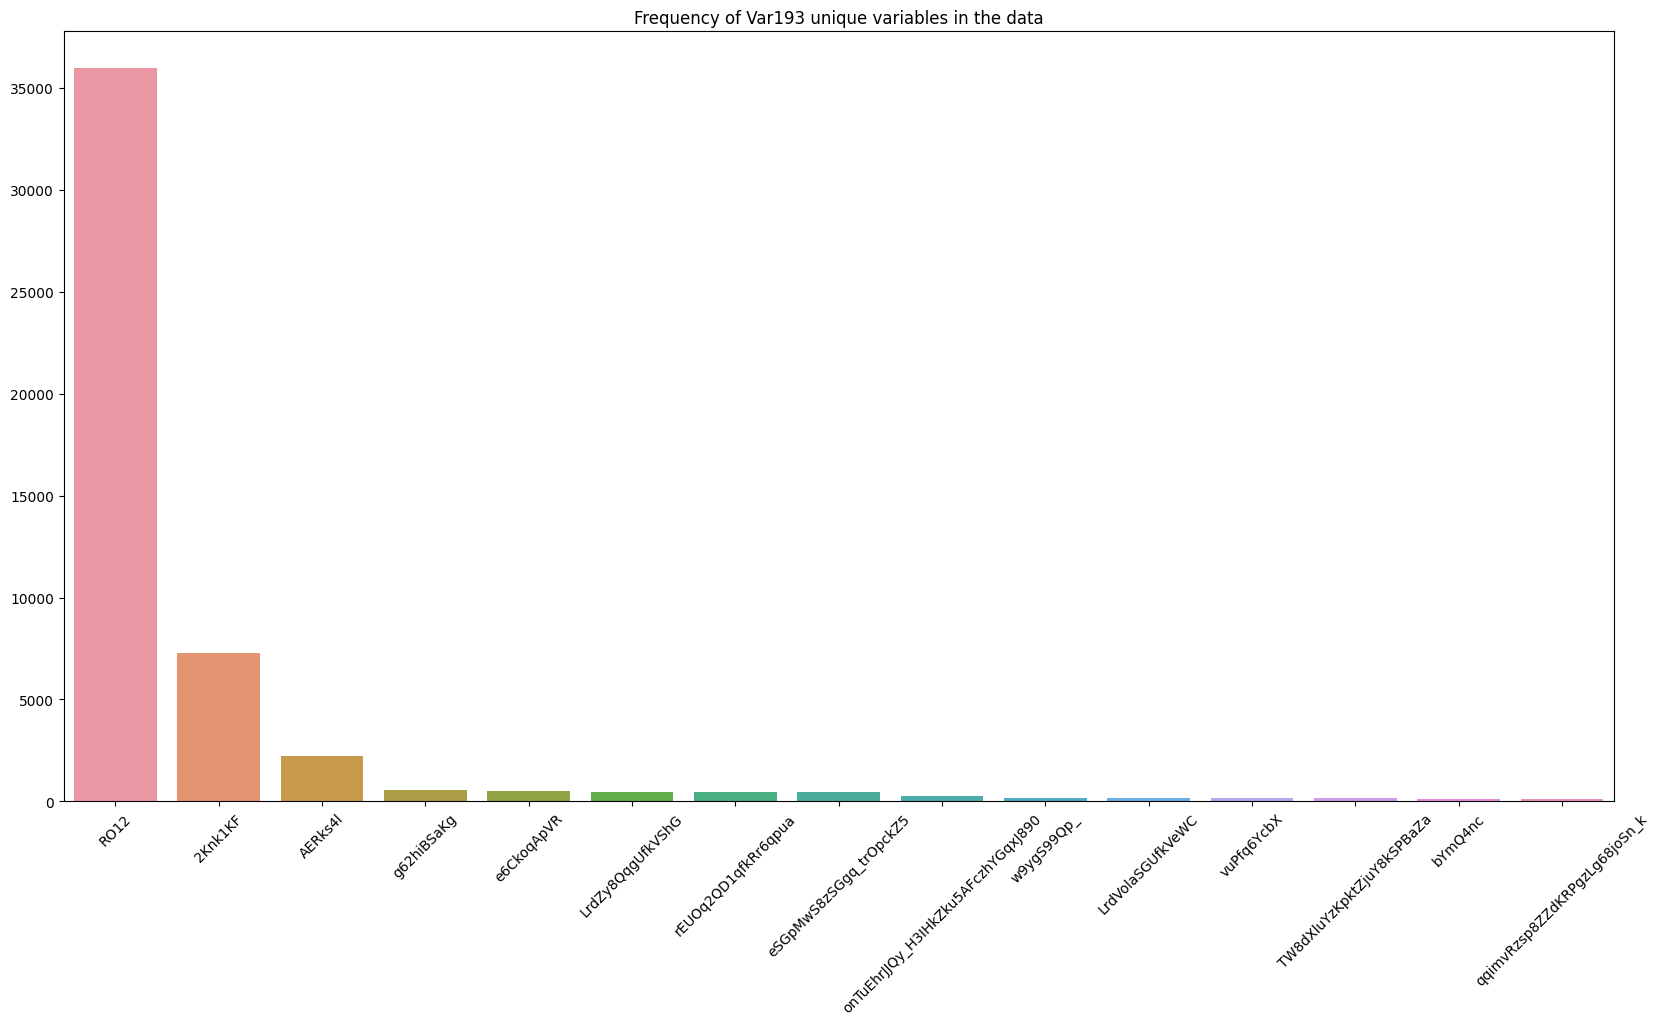 Frequency of Var193 unique variables in the data
35000
30000
25000
20000
15000
10000
5000
0
RO12
2Knk1KF
AERks4l
g62hiBSaKg
e6CkoqApVR
LrdZy8QqgUfkVShG
rEUOq2QD1qfkRr6qpua
eSGpMwS8zSGgq_trOpckZ5
onTuEhrJJQy_H3IHkZku5AFczhYGqxJ890
w9ygS99Qp_
LrdVolaSGUfkVeWC
vuPfq6YcbX
TW8dXluYzKpktZjuY8kSPBaZa
bYmQ4nc
qqimvRzsp8ZZdKRPgzLg68joSn_k